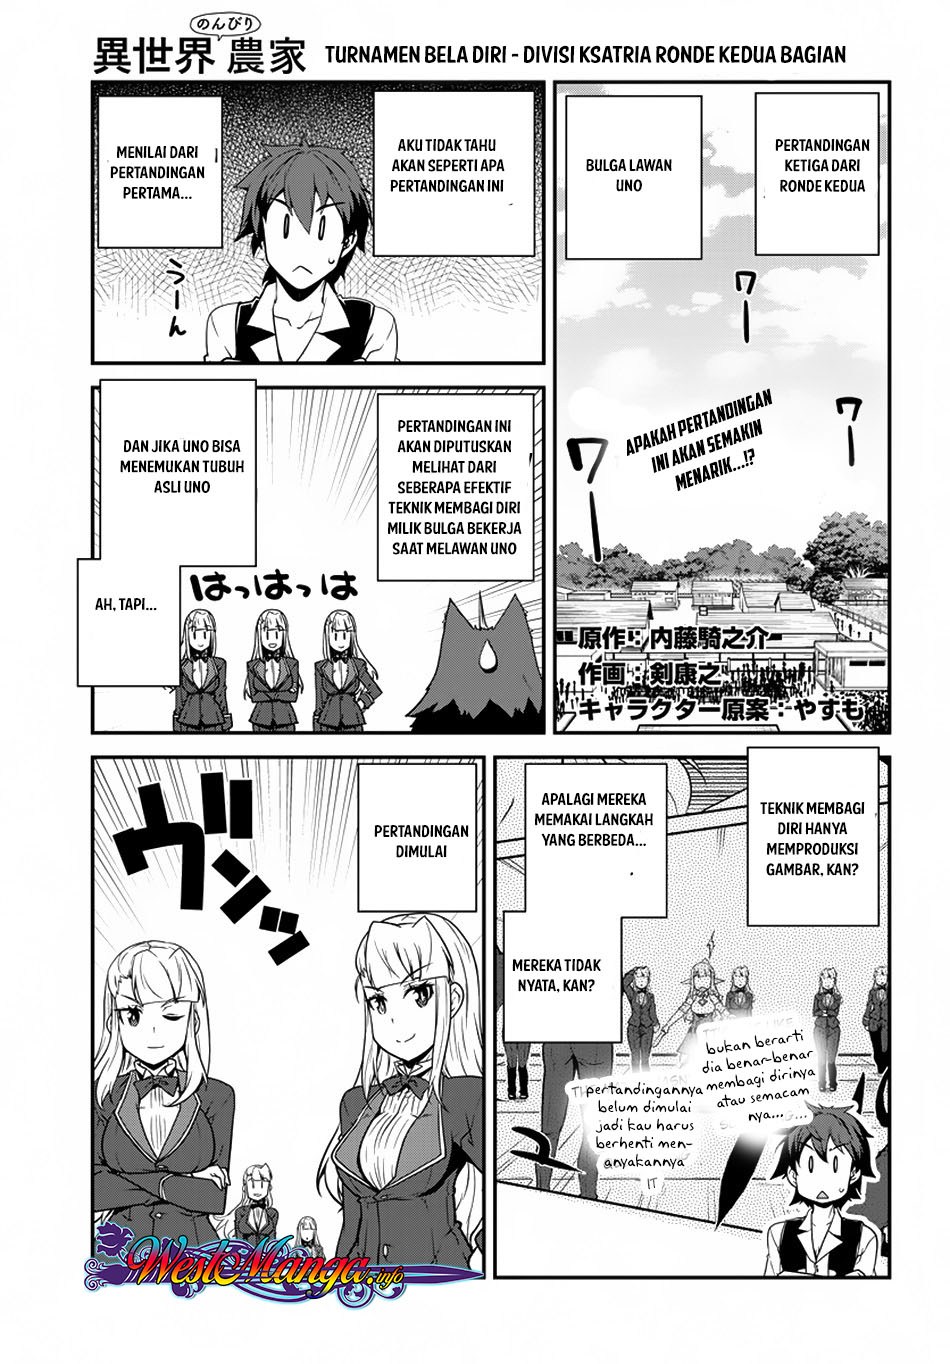 異世界
のんびり
農家
TURNAMEN BELA DIRI - DIVISI KSATRIA RONDE KEDUA BAGIAN
PERTANDINGAN
KETIGA DARI
RONDE KEDUA
BULGA LAWAN
UNO
ワー
ワー
ワー
APAKAH PERTANDINGAN
INI AKAN SEMAKIN
MENARIK...!?
原作：内藤騎之介
作画：剣康之
キャラクター原案：やすも
AKU TIDAK TAHU
AKAN SEPERTI APA
PERTANDINGAN INI
MENILAI DARI
PERTANDINGAN
PERTAMA...
うーん
PERTANDINGAN INI
AKAN DIPUTUSKAN
MELIHAT DARI
SEBERAPA EFEKTIF
TEKNIK MEMBAGI DIRI
MILIK BULGA BEKERJA
SAAT MELAWAN UNO
DAN JIKA UNO BISA
MENEMUKAN TUBUH
ASLI UNO
AH, TAPI...
はっはっは
TEKNIK MEMBAGI
DIRI HANYA
MEMPRODUKSI
GAMBAR, KAN?
APALAGI MEREKA
MEMAKAI LANGKAH
YANG BERBEDA...
MEREKA TIDAK
NYATA, KAN?
bukan berarti
dia benar-benar
membagi dirinya
atau semacam
nya...
pertandingannya
belum dimulai
jadi kau harus
berhenti men-
anyakannya
IT
PERTANDINGAN
DIMULAI
ヴンッ
WestManga.info